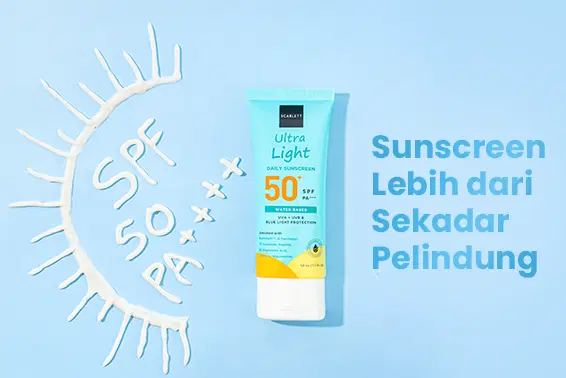 SPF
50
PA++++
SCARLETT
Ultra
Light
DAILY SUNSCREEN
50+ SPF
PA++++
WATER BASED
UVA + UVB &
BLUE LIGHT PROTECTION
Sunscreen
Lebih dari
Sekadar
Pelindung